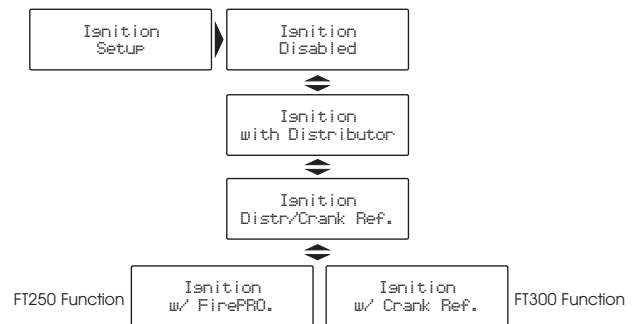 Ignition
Setup
Ignition
Disabled
Ignition
with Distributor
Ignition
Distr/Crank Ref.
FT250 Function
Ignition
w/ FirePRO.
Ignition
w/ Crank Ref.
FT300 Function